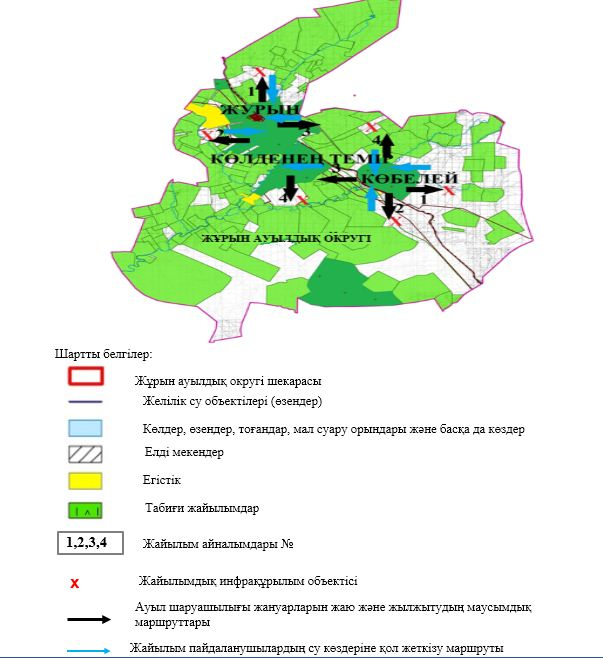 X
1
ЖҰРЫН
3
X
2
X
4
КӨЛДЕНЕҢ ТЕМІР
3
КӨБЕЛЕЙ
X
1
4
X
2
X
ЖҰРЫН АУЫЛДЫҚ ОКРУГІ
Шартты белгілер:
Жұрын ауылдық округі шекарасы
Желілік су объектілері (өзендер)
Көлдер, өзендер, тоғандар, мал суару орындары және басқа да көздер
Елді мекендер
Егістік
Табиғи жайылымдар
1,2,3,4 Жайылым айналымдары №
X Жайылымдық инфрақұрылым объектісі
Ауыл шаруашылығы жануарларын жаю және жылжытудың маусымдық
маршруттары
Жайылым пайдаланушылардың су көздеріне қол жеткізу маршруты